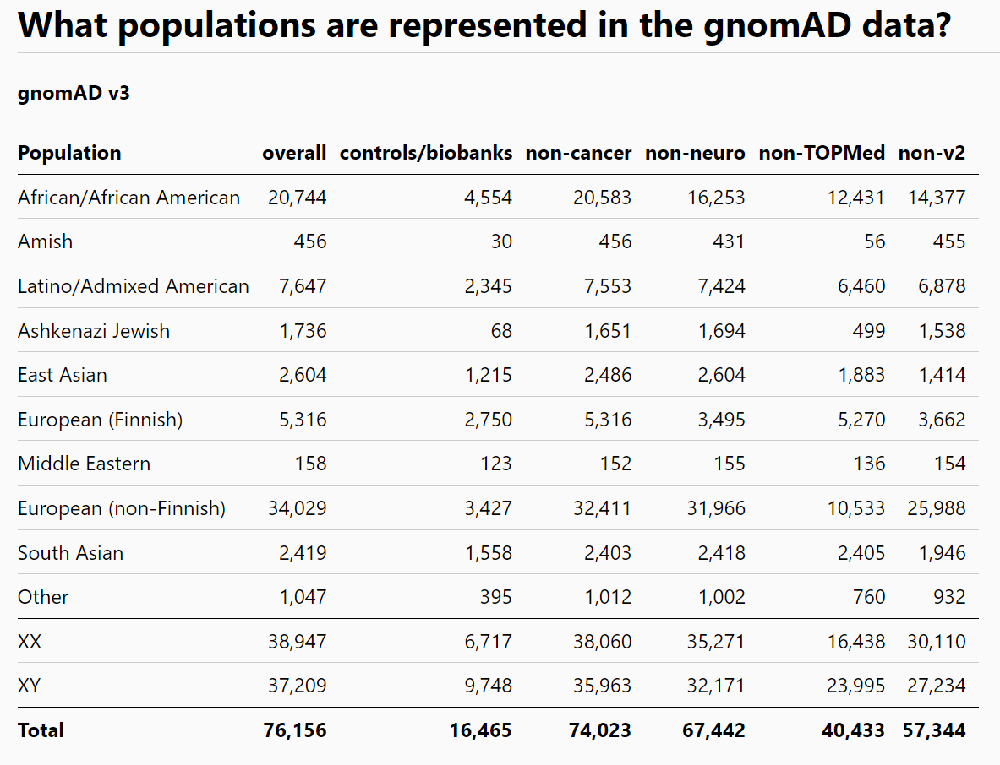 What populations are represented in the gnomAD data?
gnomAD v3
Population overall controls/biobanks non-cancer non-neuro non-TOPMed non-v2
African/African American 20,744 4,554 20,583 16,253 12,431 14,377
Amish 456 30 456 431 56 455
Latino/Admixed American 7,647 2,345 7,553 7,424 6,460 6,878
Ashkenazi Jewish 1,736 68 1,651 1,694 499 1,538
East Asian 2,604 1,215 2,486 2,604 1,883 1,414
European (Finnish) 5,316 2,750 5,316 3,495 5,270 3,662
Middle Eastern 158 123 152 155 136 154
European (non-Finnish) 34,029 3,427 32,411 31,966 10,533 25,988
South Asian 2,419 1,558 2,403 2,418 2,405 1,946
Other 1,047 395 1,012 1,002 760 932
XX 38,947 6,717 38,060 35,271 16,438 30,110
XY 37,209 9,748 35,963 32,171 23,995 27,234
Total 76,156 16,465 74,023 67,442 40,433 57,344